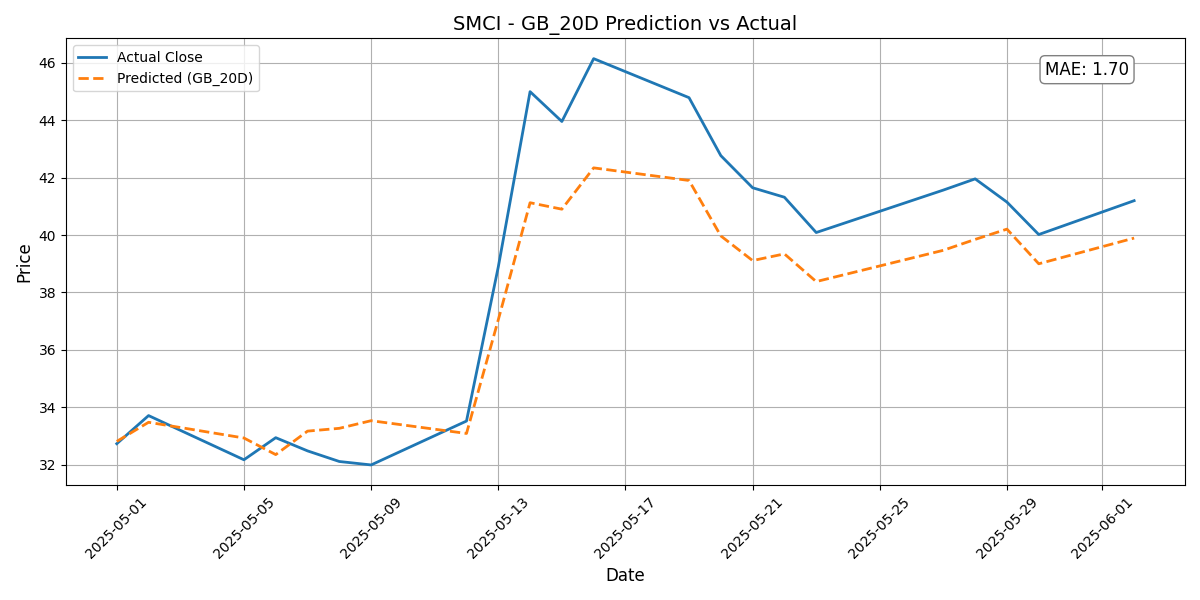 SMCI - GB_20D Prediction vs Actual
Actual Close
Predicted (GB_20D)
MAE: 1.70
Price
46
44
42
40
38
36
34
32
2025-05-01
2025-05-05
2025-05-09
2025-05-13
2025-05-17
2025-05-21
2025-05-25
2025-05-29
2025-06-01
Date